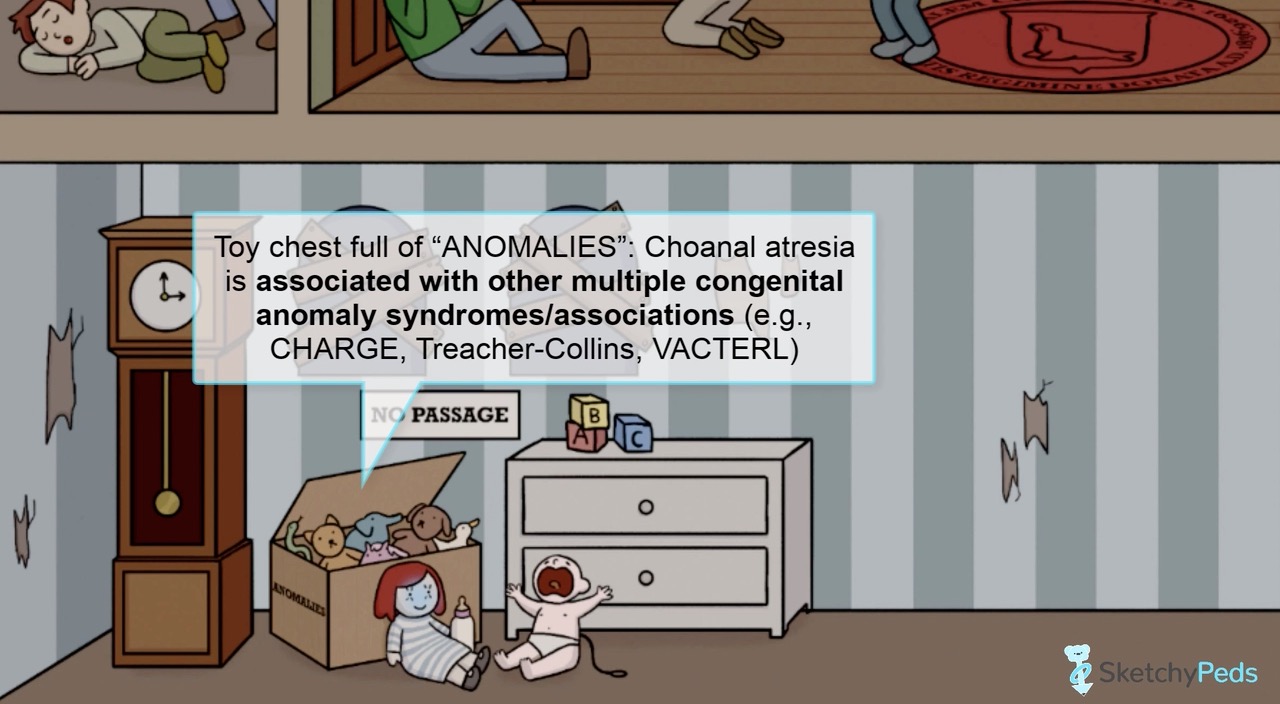 Toy chest full of “ANOMALIES”: Choanal atresia
is associated with other multiple congenital
anomaly syndromes/associations (e.g.,
CHARGE, Treacher-Collins, VACTERL)
NO PASSAGE
B
A
C
ANOMALIES
SketchyPeds